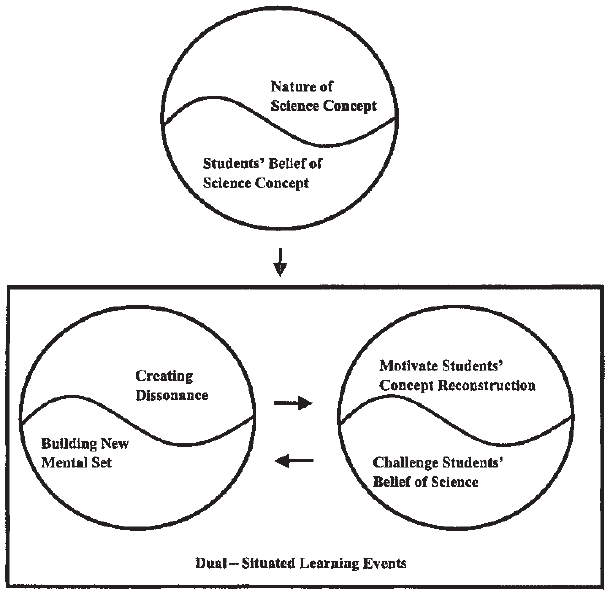 Nature of
Science Concept
Students' Belief of
Science Concept
Creating
Dissonance
Building New
Mental Set
Motivate Students'
Concept Reconstruction
Challenge Students'
Belief of Science
Dual – Situated Learning Events